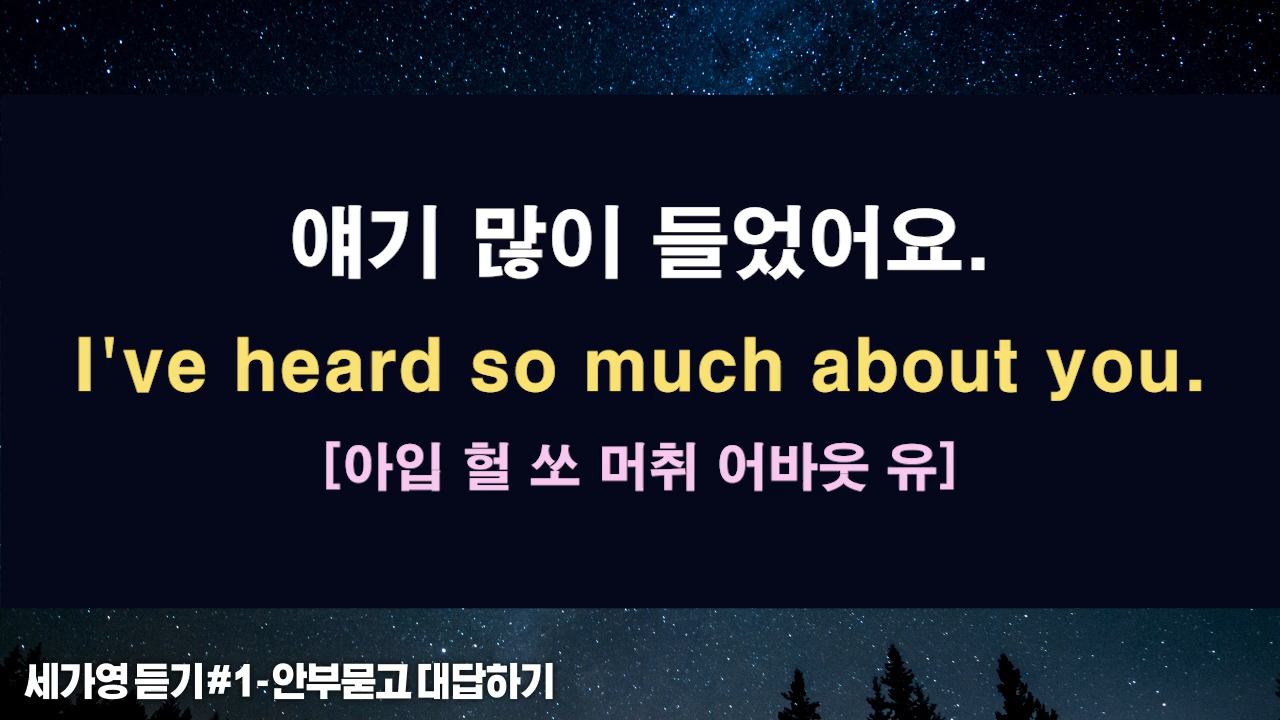 얘기 많이 들었어요.
I've heard so much about you.
[아입 헐 쏘 머취 어바웃 유]
세가영 듣기#1-안부묻고 대답하기